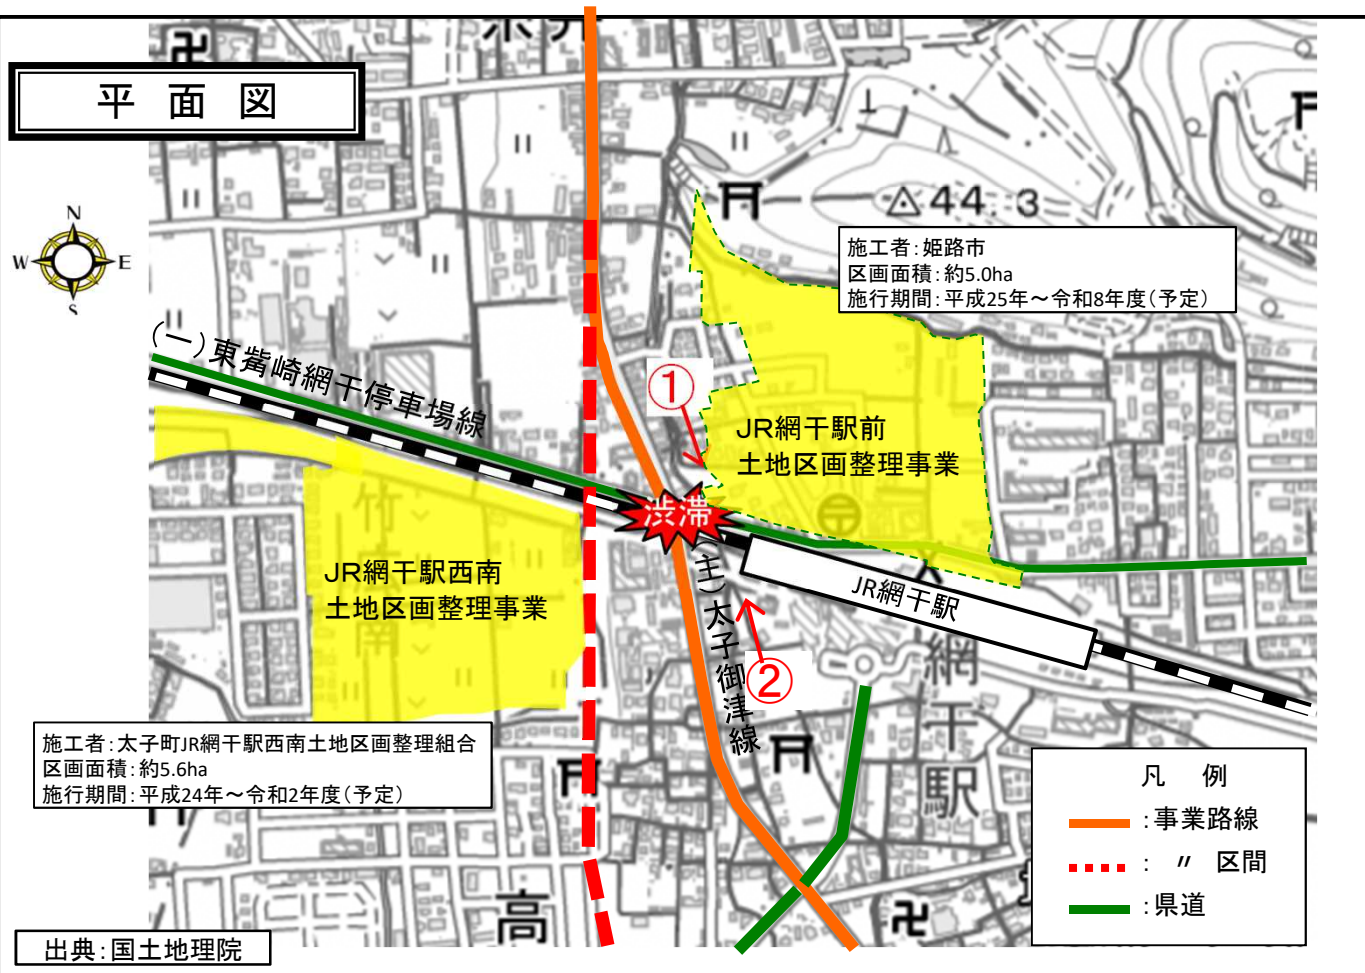 平面図
N
W E
S
44.3
施工者：姫路市
区画面積：約5.0ha
施行期間：平成25年～令和8年度（予定）
（一）東觜崎網干停車場線
①
JR網干駅前
土地区画整理事業
渋滞
竹
南
JR網干駅西南
土地区画整理事業
（主）太子御津線
JR網干駅
②
網干駅
施工者：太子町JR網干駅西南土地区画整理組合
区画面積：約5.6ha
施行期間：平成24年～令和2年度（予定）
高
凡例
：事業路線
：〃区間
：県道
出典：国土地理院